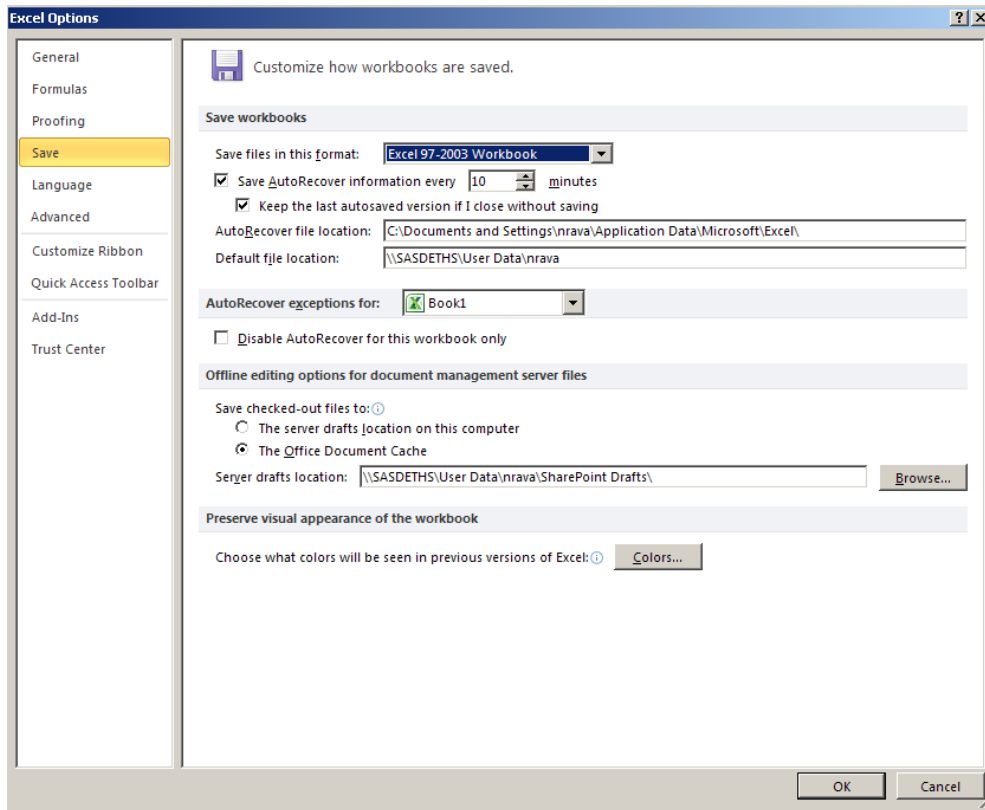 Excel Options
General
Formulas
Proofing
Save
Language
Advanced
Customize Ribbon
Quick Access Toolbar
Add-Ins
Trust Center
Customize how workbooks are saved.
Save workbooks
Save files in this format: Excel 97-2003 Workbook
Save AutoRecover information every 10 minutes
Keep the last autosaved version if I close without saving
AutoRecover file location: C:\Documents and Settings\nrava\Application Data\Microsoft\Excel\
Default file location: \\SASDETHS\User Data\nrava
AutoRecover exceptions for: Book1
Disable AutoRecover for this workbook only
Offline editing options for document management server files
Save checked-out files to:
The server drafts location on this computer
The Office Document Cache
Server drafts location: \\SASDETHS\User Data\nrava\SharePoint Drafts\ Browse...
Preserve visual appearance of the workbook
Choose what colors will be seen in previous versions of Excel: Colors...
OK Cancel